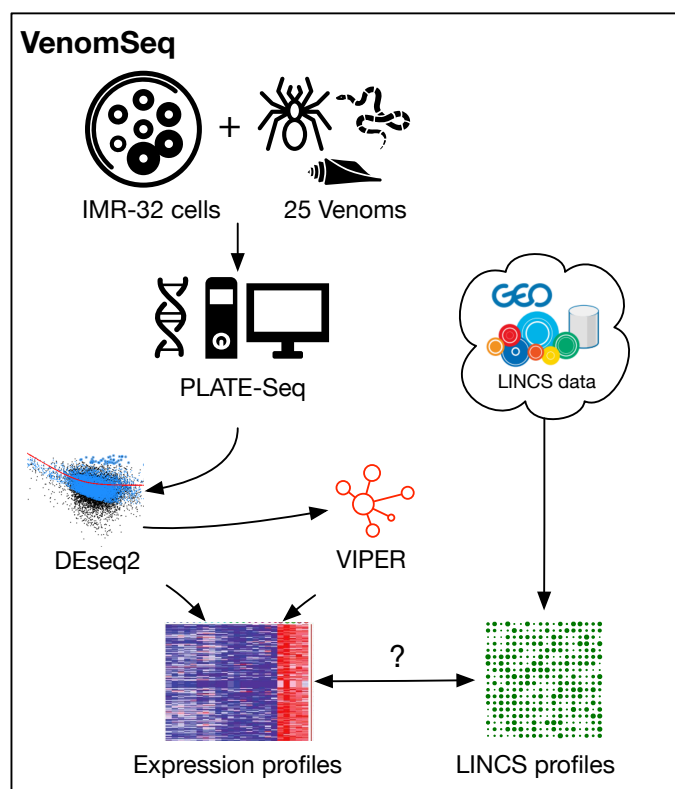 VenomSeq
+
IMR-32 cells
25 Venoms
PLATE-Seq
GEO
LINCS data
DEseq2
VIPER
?
Expression profiles
LINCS profiles